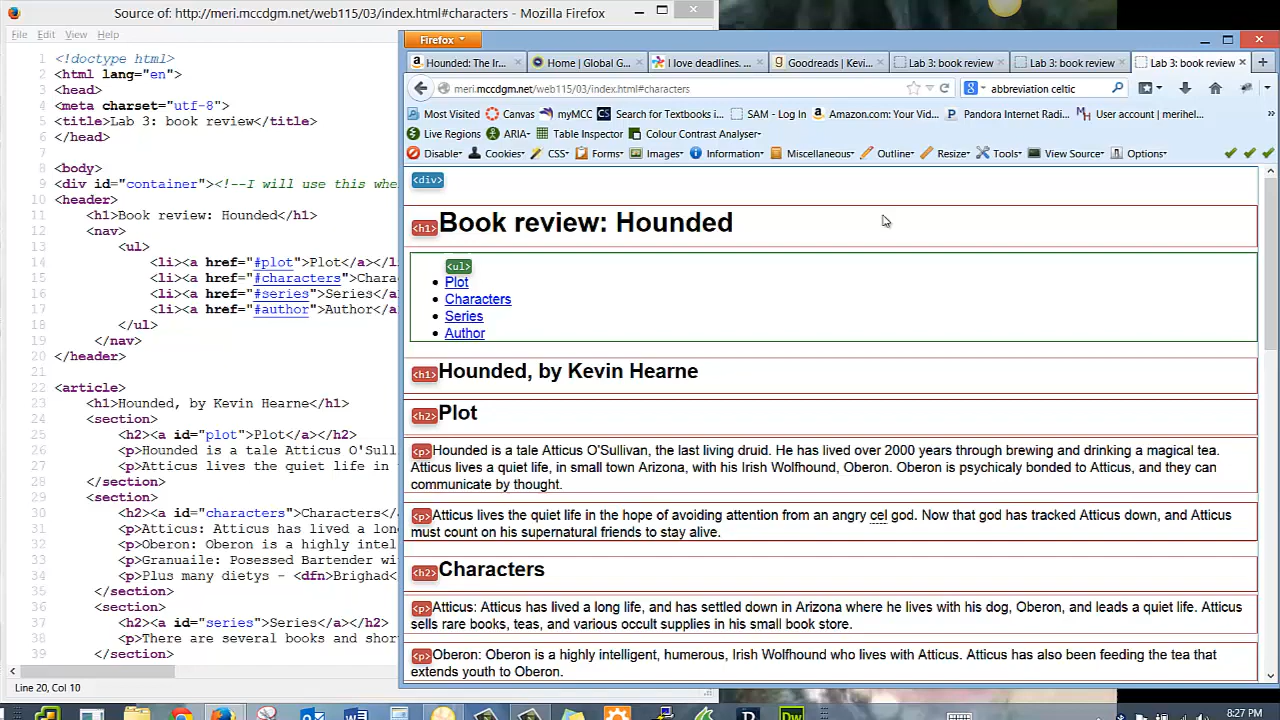 Source of: http://meri.mccdgm.net/web115/03/index.html#characters - Mozilla Firefox
File Edit View Help
1 <!doctype html>
2 <html lang="en">
3 <head>
4 <meta charset="utf-8">
5 <title>Lab 3: book review</title>
6 </head>
7
8 <body>
9 <div id="container"><!--I will use this whe
10 <header>
11 <h1>Book review: Hounded</h1>
12 <nav>
13 <ul>
14 <li><a href="#plot">Plot</a></l
15 <li><a href="#characters">Chara
16 <li><a href="#series">Series</a
17 <li><a href="#author">Author</a
18 </ul>
19 </nav>
20 </header>
21
22 <article>
23 <h1>Hounded, by Kevin Hearne</h1>
24 <section>
25 <h2><a id="plot">Plot</a></h2>
26 <p>Hounded is a tale Atticus O'Sull
27 <p>Atticus lives the quiet life in
28 </section>
29 <section>
30 <h2><a id="characters">Characters</
31 <p>Atticus: Atticus has lived a lon
32 <p>Oberon: Oberon is a highly intel
33 <p>Granuaile: Posessed Bartender wi
34 <p>Plus many dietys - <dfn>Brighad<
35 </section>
36 <section>
37 <h2><a id="series">Series</a></h2>
38 <p>There are several books and shor
39 </section>
Line 20, Col 10
Firefox
Hounded: The Ir...
Home | Global G...
I love deadlines. ...
Goodreads | Kevi...
Lab 3: book review
Lab 3: book review
Lab 3: book review
meri.mccdgm.net/web115/03/index.html#characters
abbreviation celtic
Most Visited Canvas myMCC Search for Textbooks i... SAM - Log In Amazon.com: Your Vid... Pandora Internet Radi... User account | merihel... »
Live Regions ARIA Table Inspector Colour Contrast Analyser
Disable Cookies CSS Forms Images Information Miscellaneous Outline Resize Tools View Source Options
<div>
<h1>Book review: Hounded
<ul>
Plot
Characters
Series
Author
<h1>Hounded, by Kevin Hearne
<h2>Plot
<p>Hounded is a tale Atticus O'Sullivan, the last living druid. He has lived over 2000 years through brewing and drinking a magical tea.
Atticus lives a quiet life, in small town Arizona, with his Irish Wolfhound, Oberon. Oberon is psychicaly bonded to Atticus, and they can
communicate by thought.
<p>Atticus lives the quiet life in the hope of avoiding attention from an angry cel god. Now that god has tracked Atticus down, and Atticus
must count on his supernatural friends to stay alive.
<h2>Characters
<p>Atticus: Atticus has lived a long life, and has settled down in Arizona where he lives with his dog, Oberon, and leads a quiet life. Atticus
sells rare books, teas, and various occult supplies in his small book store.
<p>Oberon: Oberon is a highly intelligent, humerous, Irish Wolfhound who lives with Atticus. Atticus has also been feeding the tea that
extends youth to Oberon.
8:27 PM